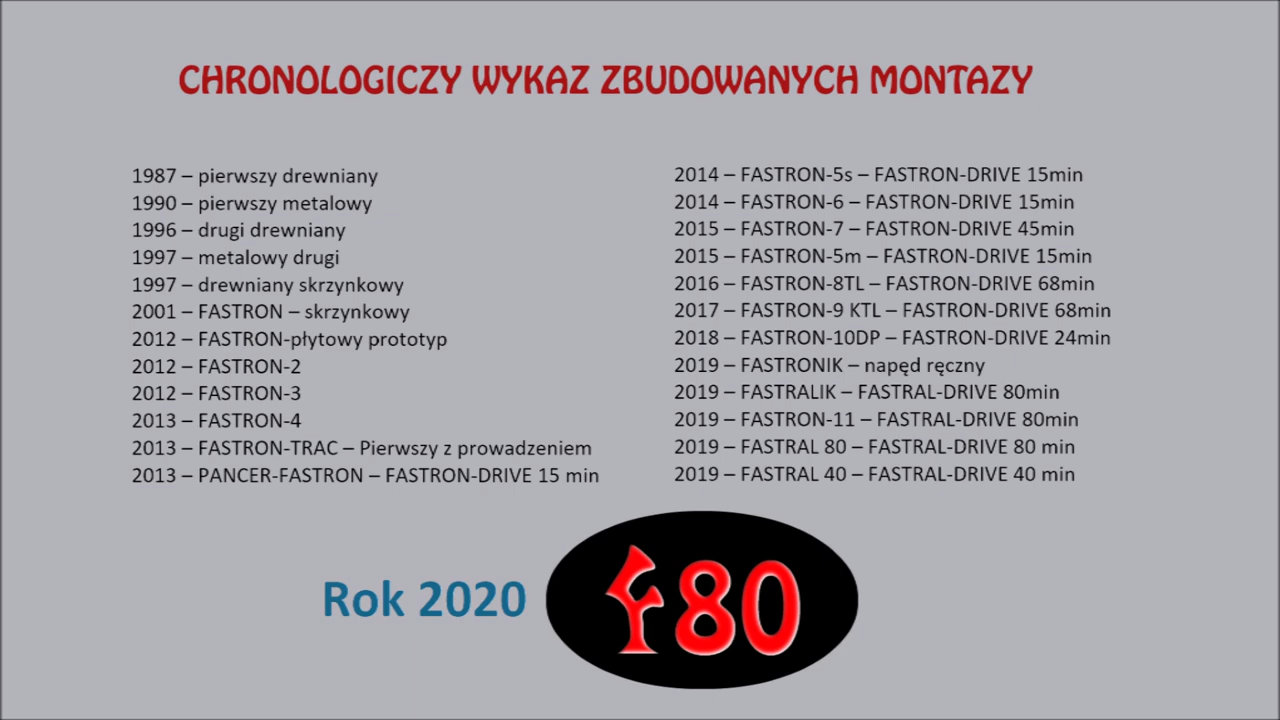 CHRONOLOGICZY WYKAZ ZBUDOWANYCH MONTAZY
1987 – pierwszy drewniany
1990 – pierwszy metalowy
1996 – drugi drewniany
1997 – metalowy drugi
1997 – drewniany skrzynkowy
2001 – FASTRON – skrzynkowy
2012 – FASTRON-płytowy prototyp
2012 – FASTRON-2
2012 – FASTRON-3
2013 – FASTRON-4
2013 – FASTRON-TRAC – Pierwszy z prowadzeniem
2013 – PANCER-FASTRON – FASTRON-DRIVE 15 min
2014 – FASTRON-5s – FASTRON-DRIVE 15min
2014 – FASTRON-6 – FASTRON-DRIVE 15min
2015 – FASTRON-7 – FASTRON-DRIVE 45min
2015 – FASTRON-5m – FASTRON-DRIVE 15min
2016 – FASTRON-8TL – FASTRON-DRIVE 68min
2017 – FASTRON-9 KTL – FASTRON-DRIVE 68min
2018 – FASTRON-10DP – FASTRON-DRIVE 24min
2019 – FASTRONIK – napęd ręczny
2019 – FASTRALIK – FASTRAL-DRIVE 80min
2019 – FASTRON-11 – FASTRAL-DRIVE 80min
2019 – FASTRAL 80 – FASTRAL-DRIVE 80 min
2019 – FASTRAL 40 – FASTRAL-DRIVE 40 min
Rok 2020 F80